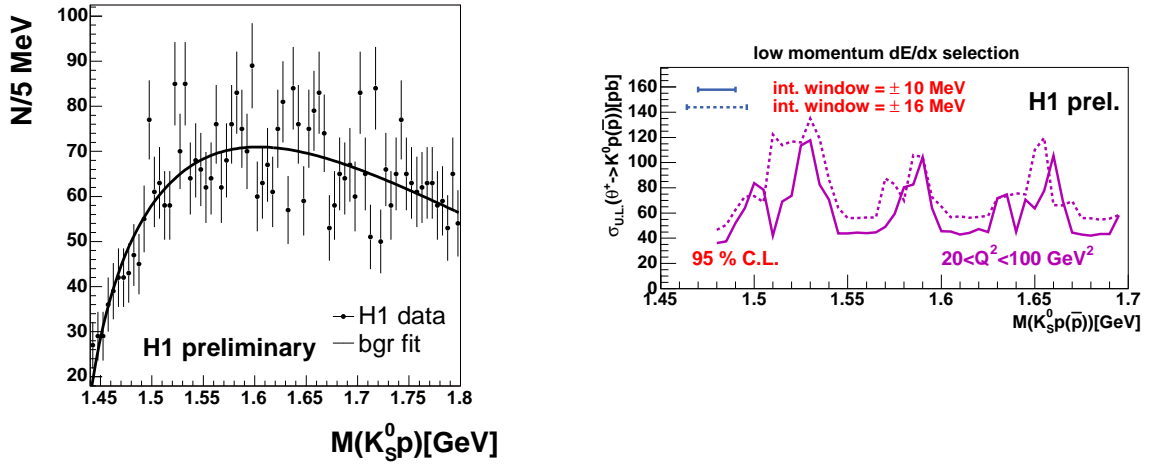 N/5 MeV
100
90
80
70
60
50
40
30
20
H1 data
bgr fit
H1 preliminary
1.45 1.5 1.55 1.6 1.65 1.7 1.75 1.8
M(K⁰_S p)[GeV]
low momentum dE/dx selection
σ_U.L.(θ⁺->K⁰p(p̅))[pb]
160
140
120
100
80
60
40
20
0
int. window = ± 10 MeV
int. window = ± 16 MeV
H1 prel.
95 % C.L.
20<Q²<100 GeV²
1.45 1.5 1.55 1.6 1.65 1.7
M(K⁰_S p(p̅))[GeV]